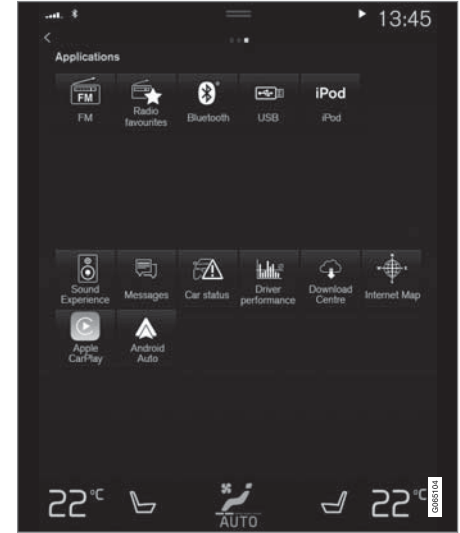 13:45
Applications
FM
FM
Radio favourites
Bluetooth
USB
iPod
iPod
Sound Experience
Messages
Car status
Driver performance
Download Centre
Internet Map
Apple CarPlay
Android Auto
22°C
AUTO
22°C
G065104